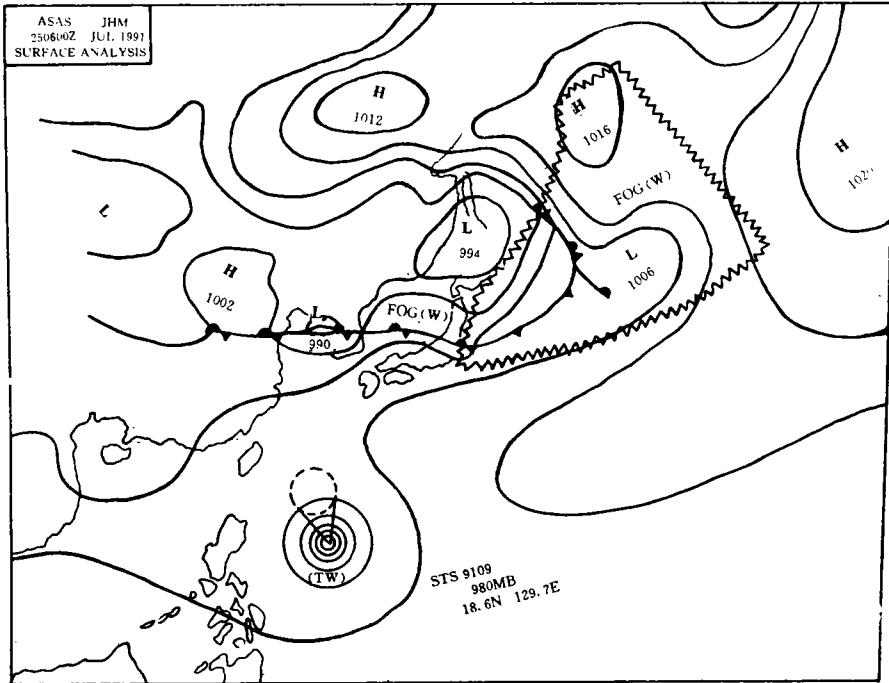 ASAS JHM
250600Z JUL 1991
SURFACE ANALYSIS
H
1012
H
1016
H
1020
FOG (W)
L
L
994
L
1006
H
1002
L
990
FOG (W)
(TW)
STS 9109
980MB
18.6N 129.7E